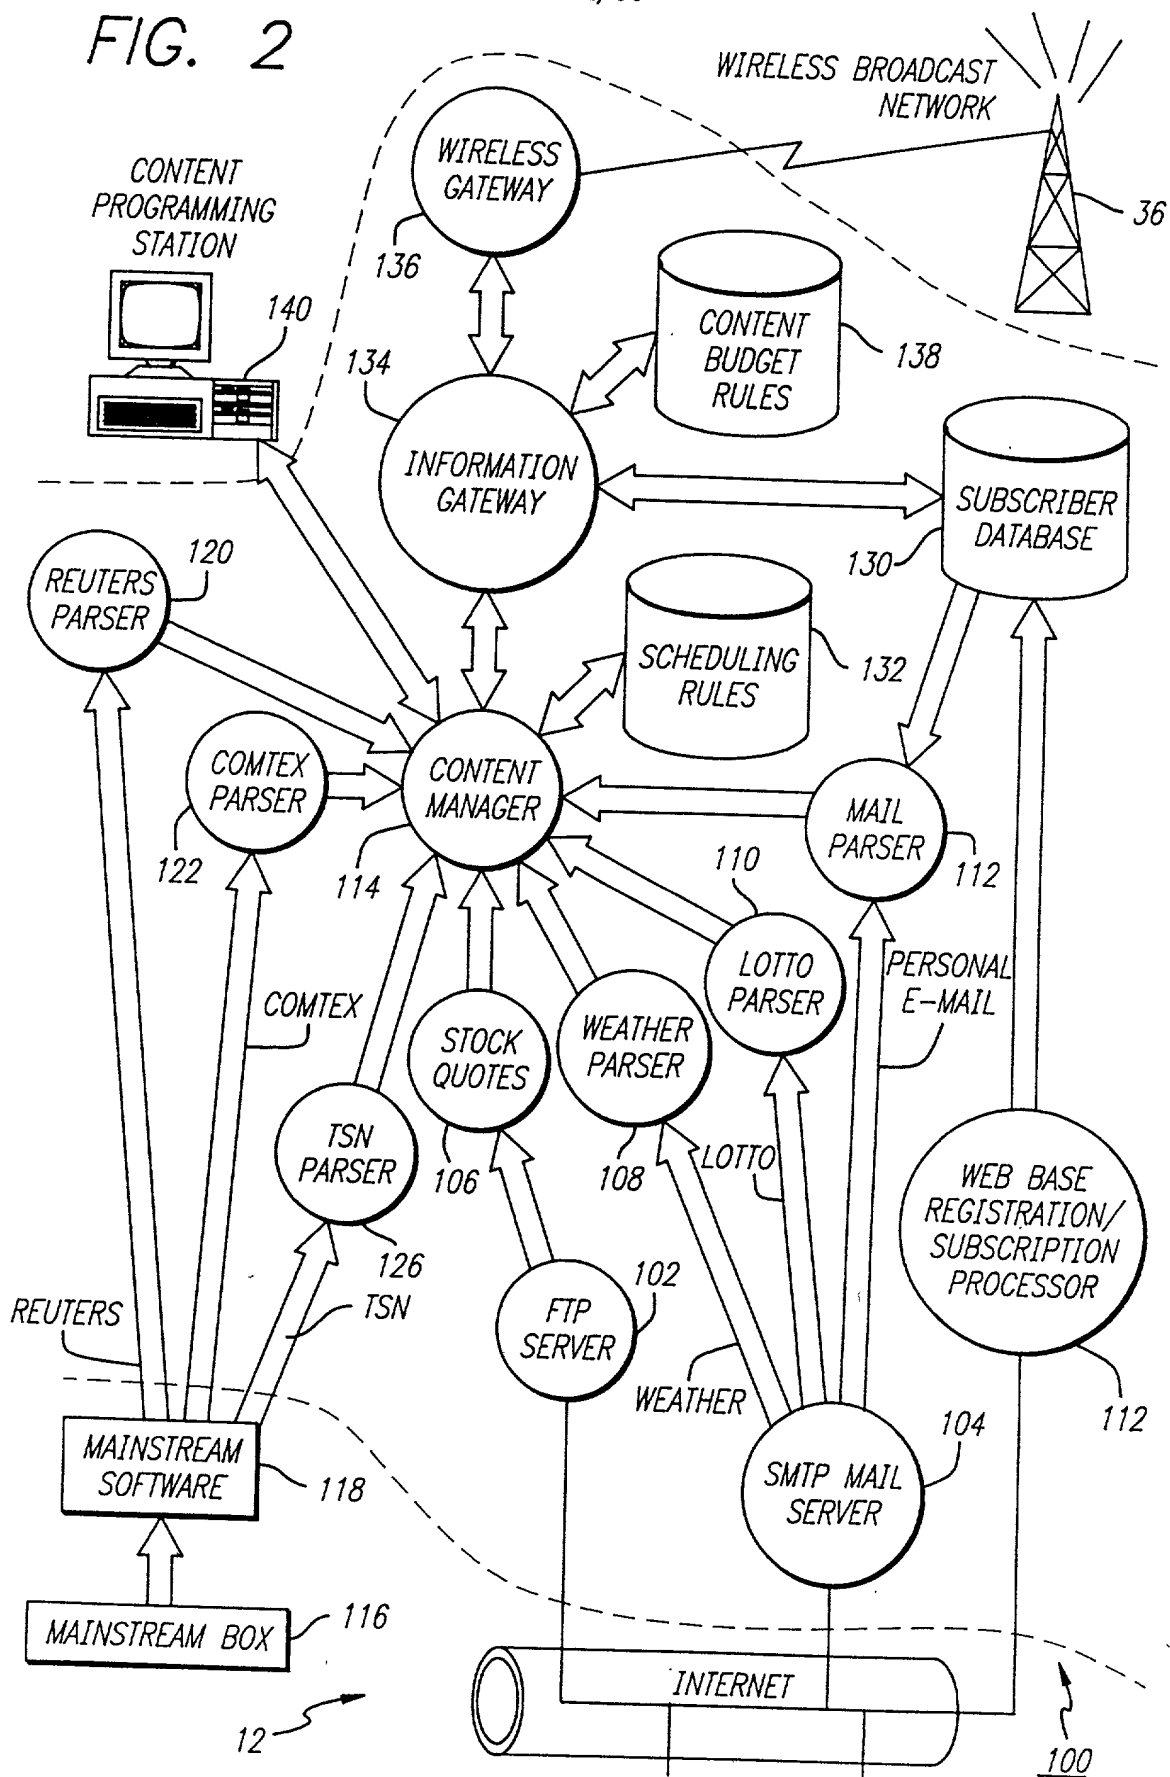 FIG. 2
WIRELESS BROADCAST
NETWORK
WIRELESS
GATEWAY
CONTENT
PROGRAMMING
STATION
36
136
140
CONTENT
BUDGET
RULES
138
134
INFORMATION
GATEWAY
SUBSCRIBER
DATABASE
130
120
REUTERS
PARSER
SCHEDULING
RULES
132
COMTEX
PARSER
CONTENT
MANAGER
MAIL
PARSER
122
114
110
112
LOTTO
PARSER
PERSONAL
E-MAIL
COMTEX
STOCK
QUOTES
WEATHER
PARSER
TSN
PARSER
106
108
LOTTO
WEB BASE
REGISTRATION/
SUBSCRIPTION
PROCESSOR
126
102
REUTERS
TSN
FTP
SERVER
WEATHER
112
104
MAINSTREAM
SOFTWARE
118
SMTP MAIL
SERVER
116
MAINSTREAM BOX
INTERNET
12
100